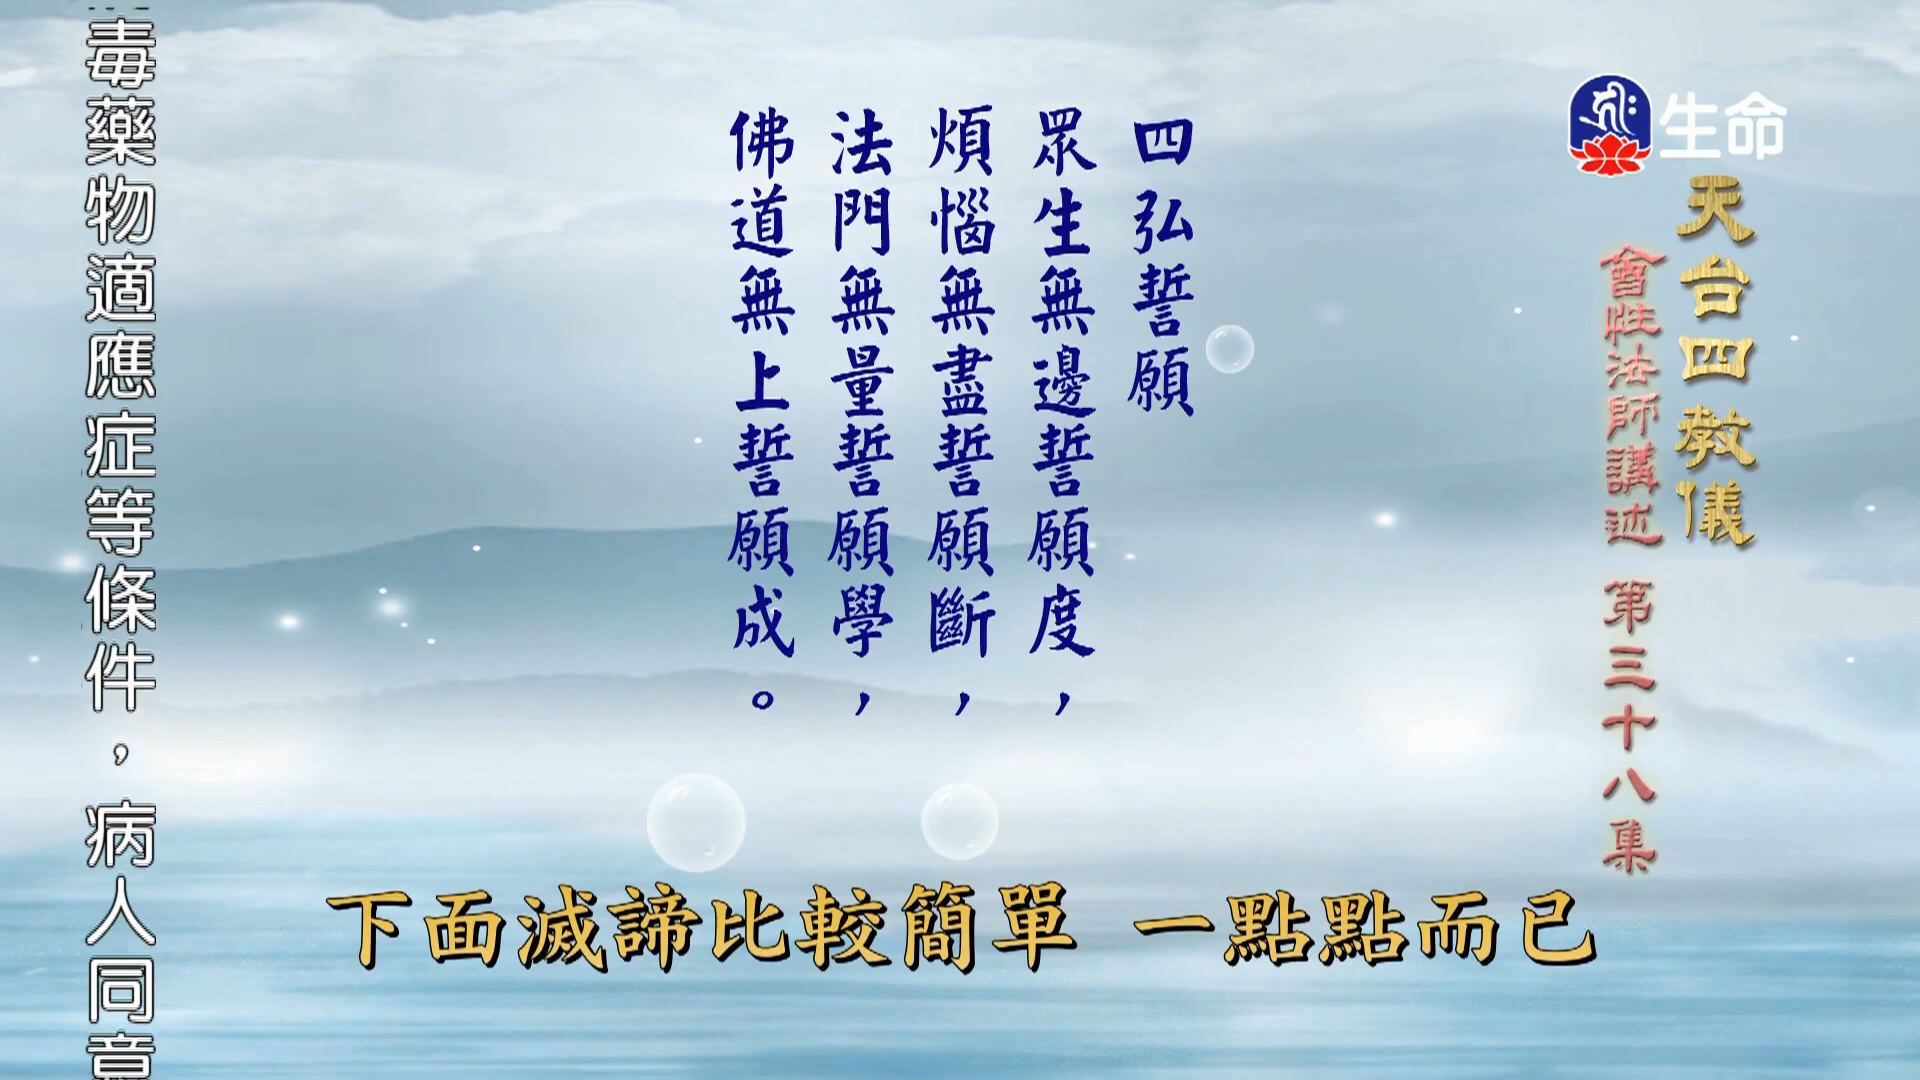 生命
天台四教儀
會性法師講述 第三十八集
四弘誓願
眾生無邊誓願度，
煩惱無盡誓願斷，
法門無量誓願學，
佛道無上誓願成。
毒藥物適應症等條件，病人同意
下面滅諦比較簡單 一點點而已